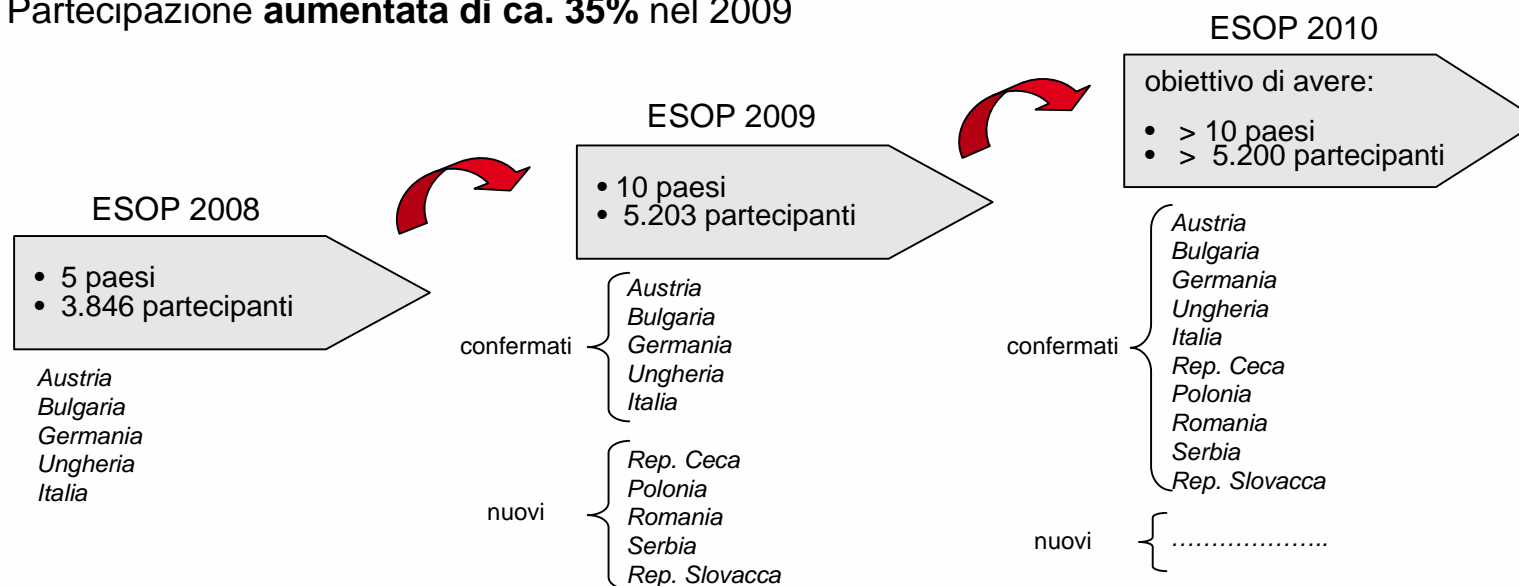 Partecipazione aumentata di ca. 35% nel 2009
ESOP 2008
• 5 paesi
• 3.846 partecipanti
Austria
Bulgaria
Germania
Ungheria
Italia
ESOP 2009
• 10 paesi
• 5.203 partecipanti
confermati
Austria
Bulgaria
Germania
Ungheria
Italia
nuovi
Rep. Ceca
Polonia
Romania
Serbia
Rep. Slovacca
ESOP 2010
obiettivo di avere:
• > 10 paesi
• > 5.200 partecipanti
confermati
Austria
Bulgaria
Germania
Ungheria
Italia
Rep. Ceca
Polonia
Romania
Serbia
Rep. Slovacca
nuovi
………………..